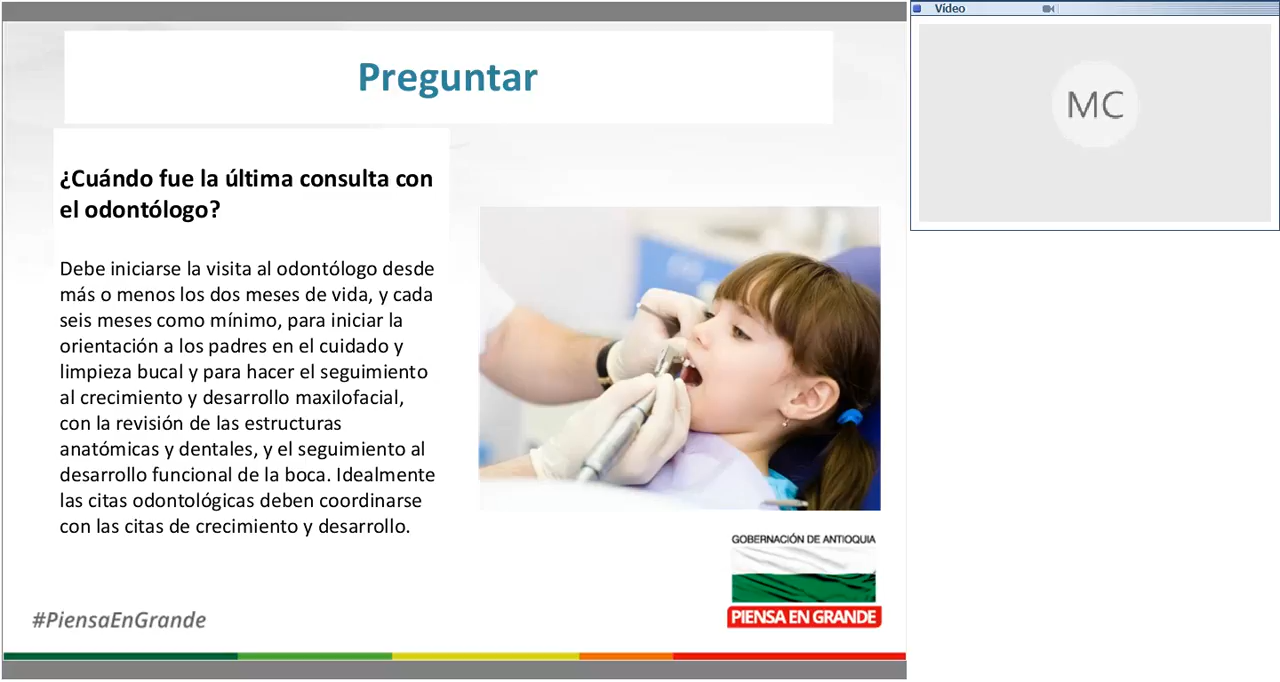 Preguntar
¿Cuándo fue la última consulta con
el odontólogo?
Debe iniciarse la visita al odontólogo desde
más o menos los dos meses de vida, y cada
seis meses como mínimo, para iniciar la
orientación a los padres en el cuidado y
limpieza bucal y para hacer el seguimiento
al crecimiento y desarrollo maxilofacial,
con la revisión de las estructuras
anatómicas y dentales, y el seguimiento al
desarrollo funcional de la boca. Idealmente
las citas odontológicas deben coordinarse
con las citas de crecimiento y desarrollo.
GOBERNACIÓN DE ANTIOQUIA
PIENSA EN GRANDE
#PiensaEnGrande
Vídeo
MC